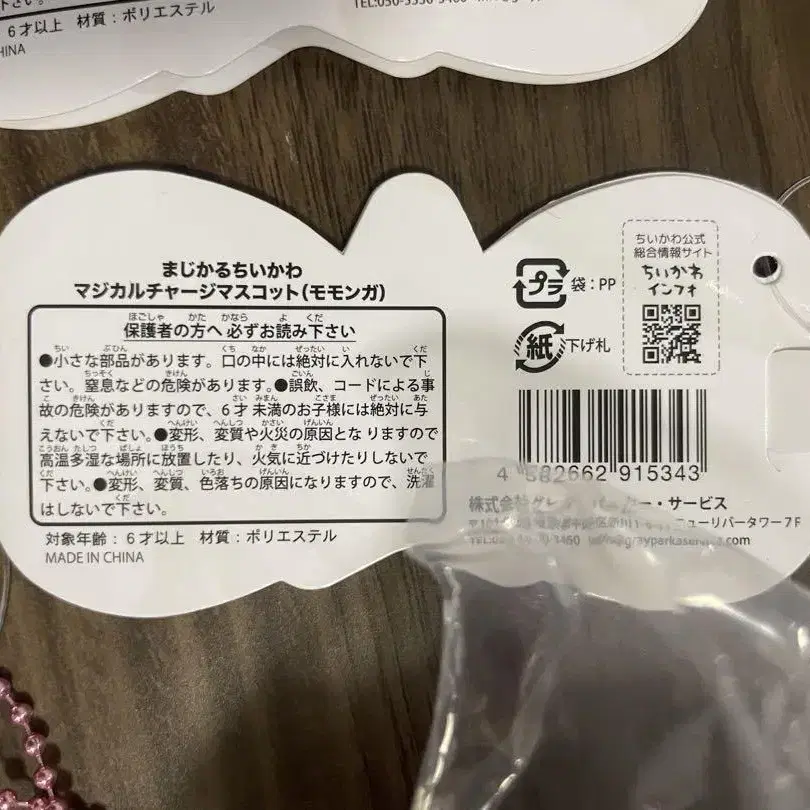 6才以上 材質：ポリエステル
まじかるちいかわ
マジカルチャージマスコット(モモンガ)
保護者の方へ 必ずお読み下さい
●小さな部品があります。口の中には絶対に入れないで下
さい。窒息などの危険があります。●誤飲、コードによる事
故の危険がありますので、6才未満のお子様には絶対に与
えないで下さい。●変形、変質や火災の原因とな りますので
高温多湿な場所に放置したり、火気に近づけたりしないで
下さい。●変形、変質、色落ちの原因になりますので、洗濯
はしないで下さい。
対象年齢：6才以上 材質：ポリエステル
MADE IN CHINA
プラ
袋：PP
紙
下げ札
ちいかわ公式
総合情報サイト
ちいかわ
インフォ
4 582662 915343
株式会社グレイ・パーカー・サービス
ニューリバータワー7F